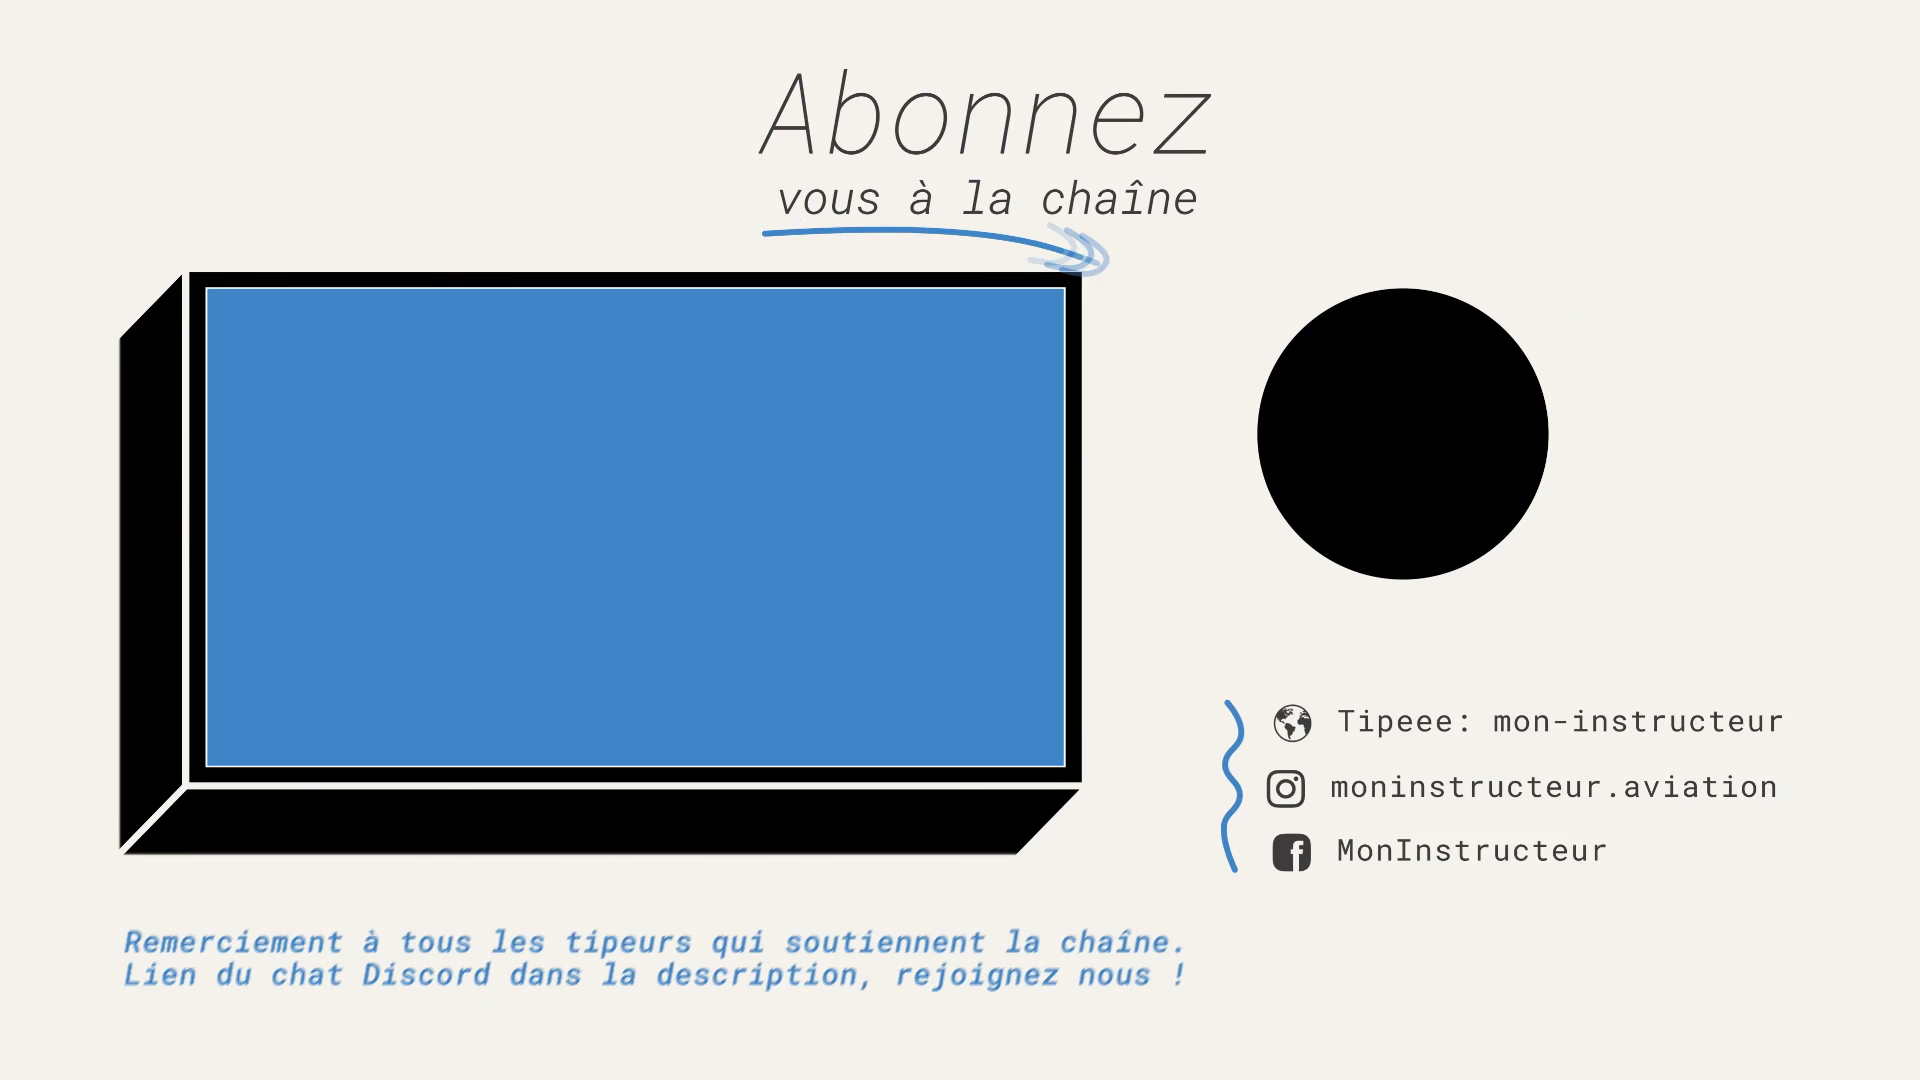 Abonnez
vous à la chaîne
Tipeee: mon-instructeur
moninstructeur.aviation
MonInstructeur
Remerciement à tous les tipeurs qui soutiennent la chaîne.
Lien du chat Discord dans la description, rejoignez nous !